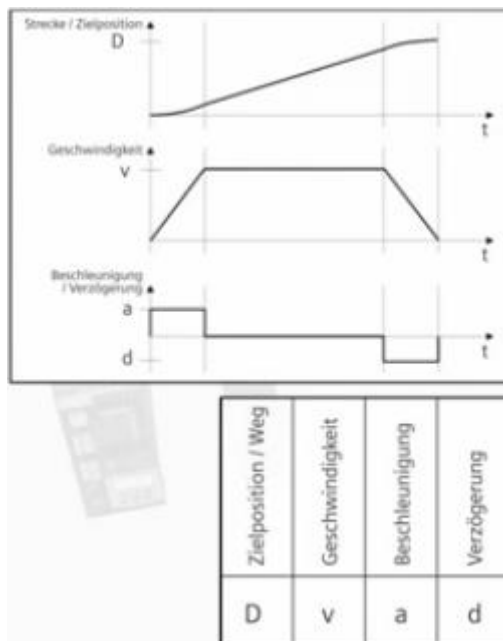 Strecke / Zielposition
D
t
Geschwindigkeit
v
t
Beschleunigung
/ Verzögerung
a
d
t
Zielposition / Weg
Geschwindigkeit
Beschleunigung
Verzögerung
D v a d